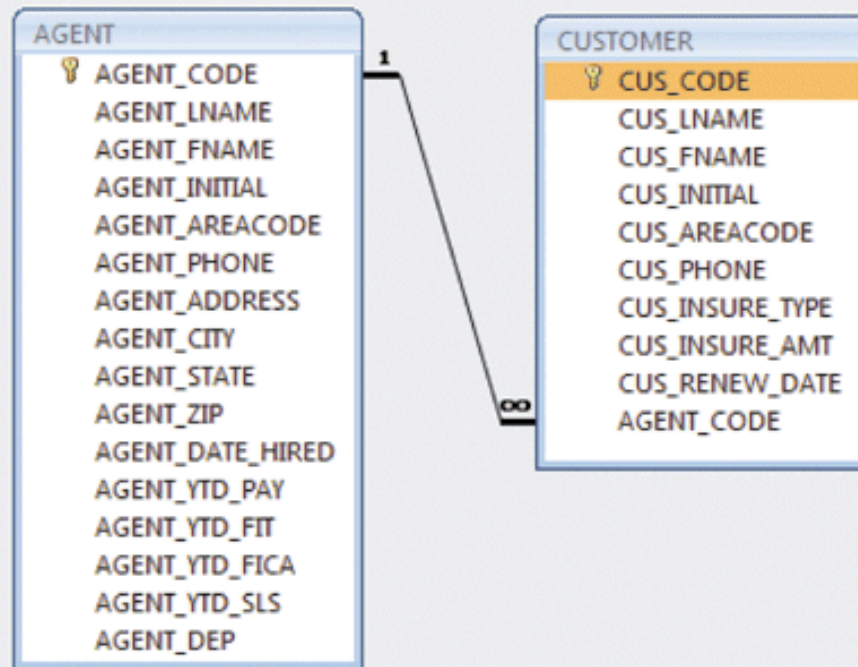 AGENT
AGENT_CODE
AGENT_LNAME
AGENT_FNAME
AGENT_INITIAL
AGENT_AREACODE
AGENT_PHONE
AGENT_ADDRESS
AGENT_CITY
AGENT_STATE
AGENT_ZIP
AGENT_DATE_HIRED
AGENT_YTD_PAY
AGENT_YTD_FIT
AGENT_YTD_FICA
AGENT_YTD_SLS
AGENT_DEP
1
∞
CUSTOMER
CUS_CODE
CUS_LNAME
CUS_FNAME
CUS_INITIAL
CUS_AREACODE
CUS_PHONE
CUS_INSURE_TYPE
CUS_INSURE_AMT
CUS_RENEW_DATE
AGENT_CODE